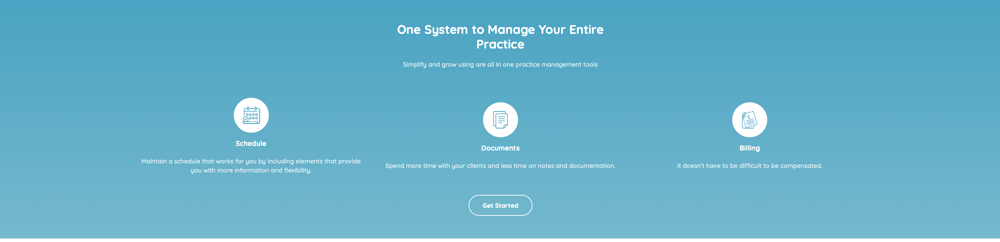 One System to Manage Your Entire
Practice
Simplify and grow using are all in one practice management tools
Schedule
Maintain a schedule that works for you by including elements that provide
you with more information and flexibility.
Documents
Spend more time with your clients and less time on notes and documentation.
Billing
It doesn't have to be difficult to be compensated.
Get Started